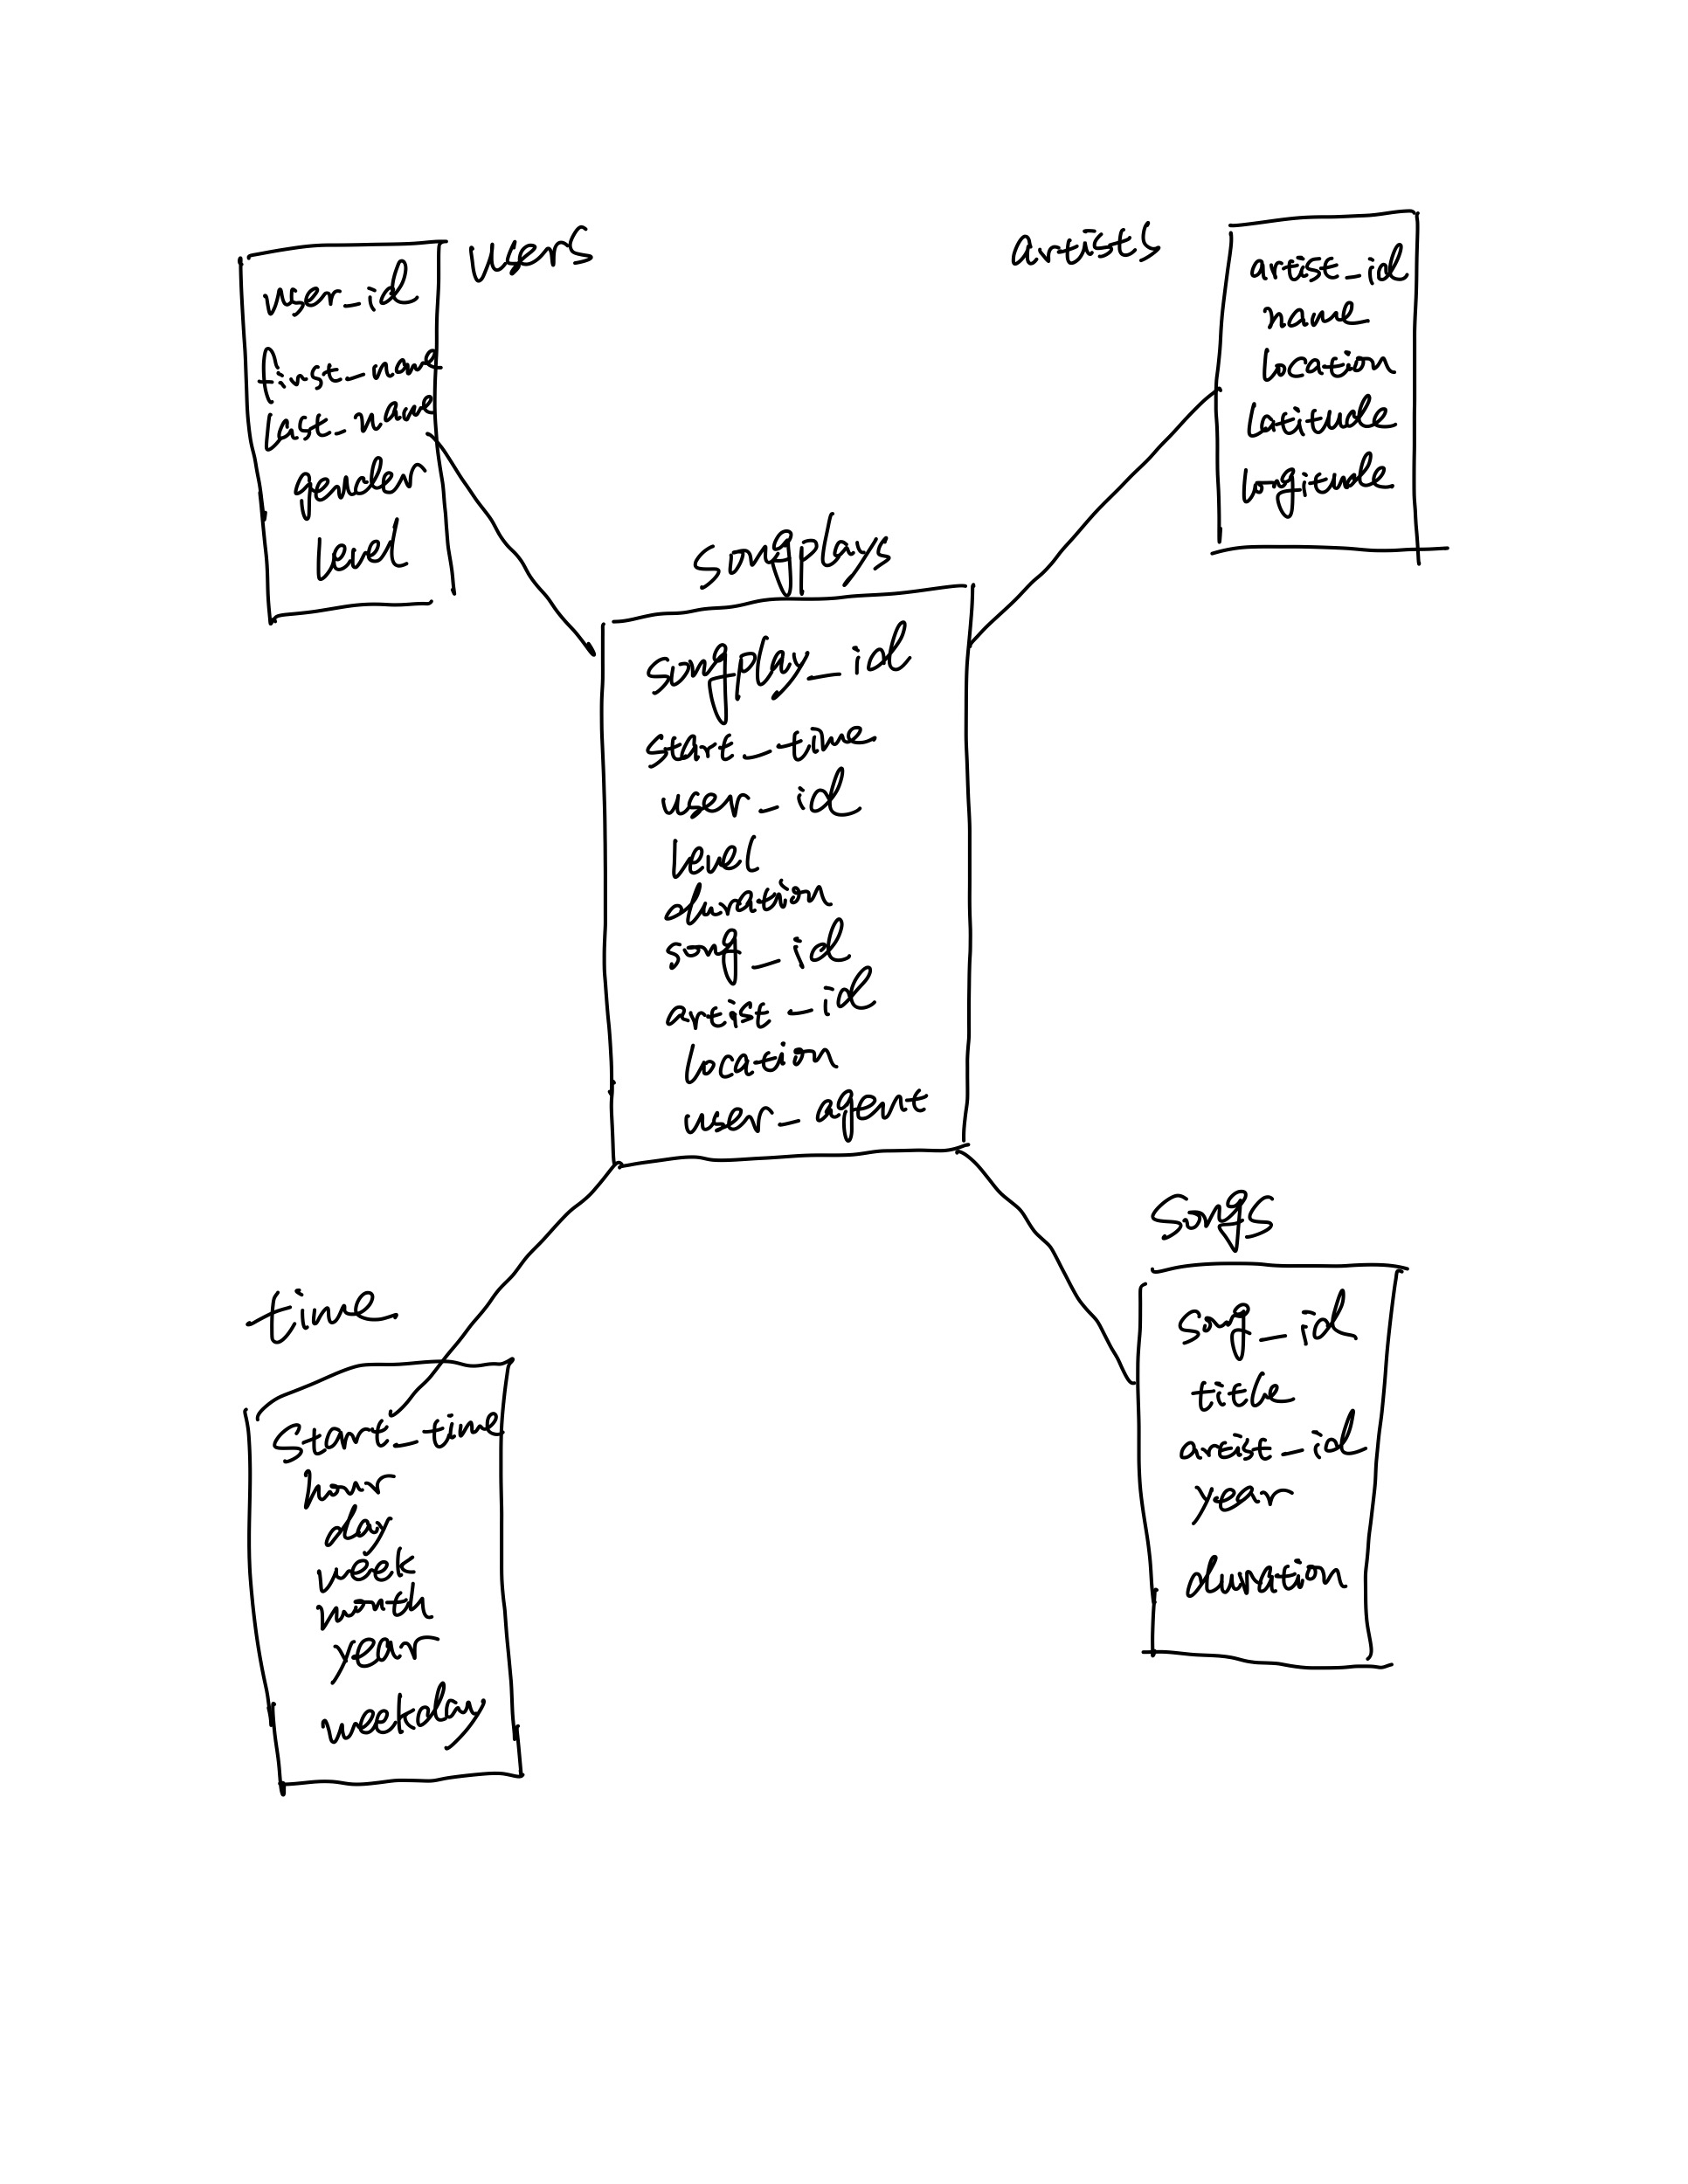 users
user_id
first_name
last_name
gender
level
artists
artist_id
name
location
latitude
longitude
songplays
songplay_id
start_time
user_id
level
duration
song_id
artist_id
location
user_agent
time
start_time
hour
day
week
month
year
weekday
songs
song_id
title
artist_id
year
duration